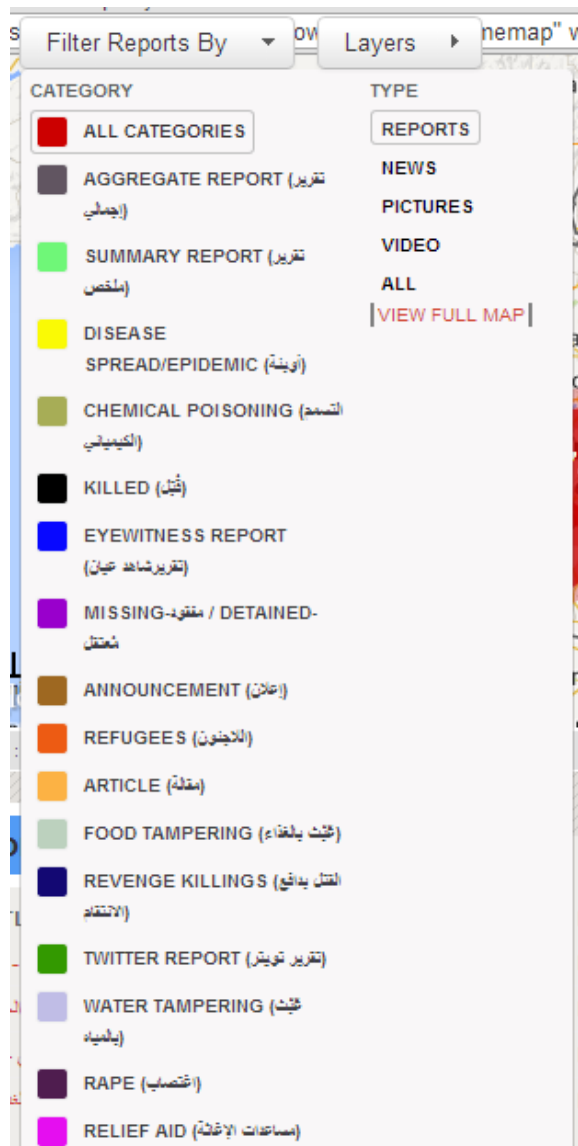 Filter Reports By
Layers
memap" w
CATEGORY
ALL CATEGORIES
AGGREGATE REPORT (تقرير
إجمالي)
SUMMARY REPORT (تقرير
ملخص)
DISEASE
SPREAD/EPIDEMIC (أوبئة)
CHEMICAL POISONING (التسمم
الكيميائي)
KILLED (قُتِل)
EYEWITNESS REPORT
(تقريرشاهد عيان)
MISSING-مفقود / DETAINED-
مُعتقل
ANNOUNCEMENT (إعلان)
REFUGEES (اللاجئون)
ARTICLE (مقالة)
FOOD TAMPERING (بالغذاء)
REVENGE KILLINGS (القتل بدافع
الانتقام)
TWITTER REPORT (تقرير تويتر)
WATER TAMPERING (
بالمياه)
RAPE (اغتصاب)
RELIEF AID (مساعدات الإغاثة)
TYPE
REPORTS
NEWS
PICTURES
VIDEO
ALL
VIEW FULL MAP